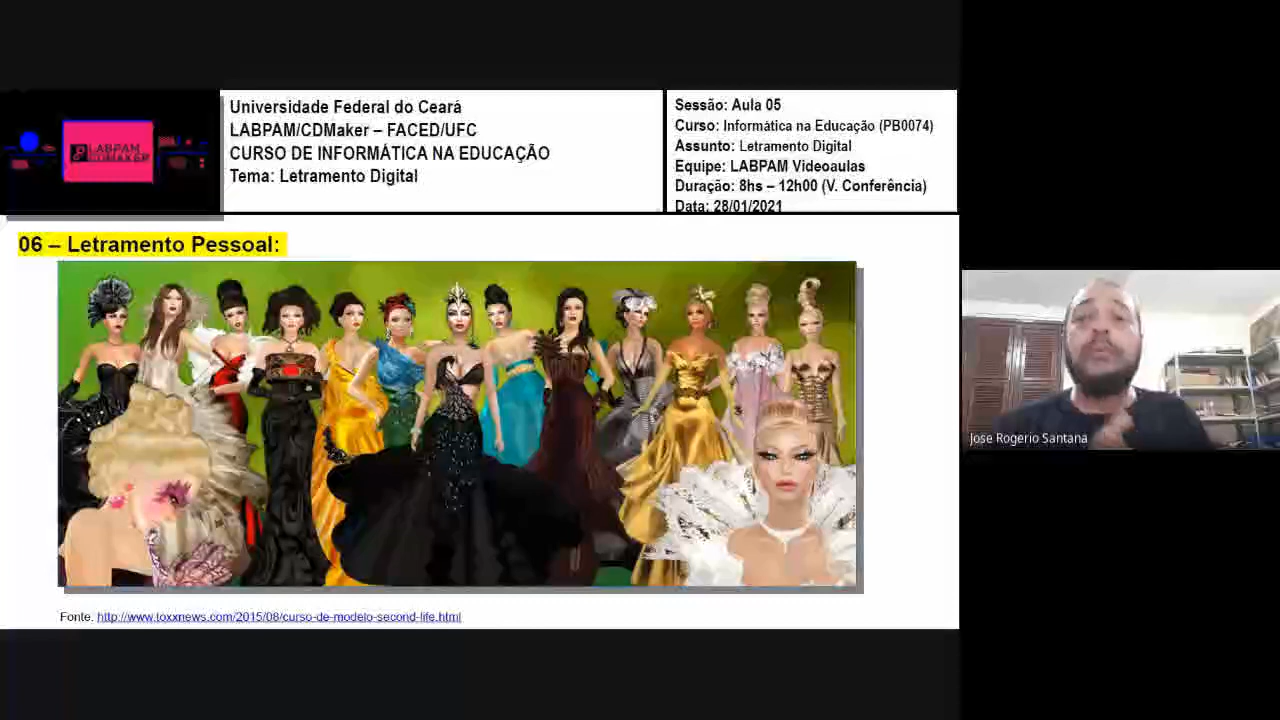 LABPAM
CDMAKER
Universidade Federal do Ceará
LABPAM/CDMaker – FACED/UFC
CURSO DE INFORMÁTICA NA EDUCAÇÃO
Tema: Letramento Digital
Sessão: Aula 05
Curso: Informática na Educação (PB0074)
Assunto: Letramento Digital
Equipe: LABPAM Videoaulas
Duração: 8hs – 12h00 (V. Conferência)
Data: 28/01/2021
06 – Letramento Pessoal:
Jose Rogerio Santana
Fonte. http://www.toxxnews.com/2015/08/curso-de-modelo-second-life.html